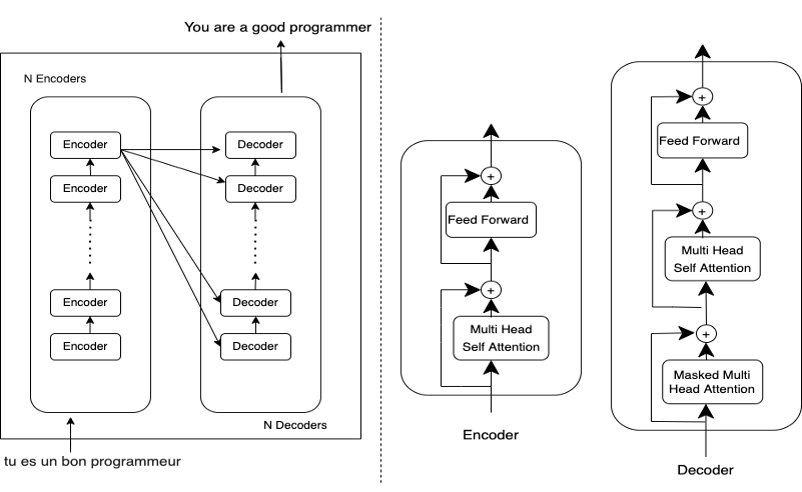 You are a good programmer
N Encoders
Encoder
Encoder
Encoder
Encoder
Decoder
Decoder
Decoder
Decoder
N Decoders
tu es un bon programmeur
+
Feed Forward
+
Multi Head
Self Attention
Encoder
+
Feed Forward
+
Multi Head
Self Attention
+
Masked Multi
Head Attention
Decoder